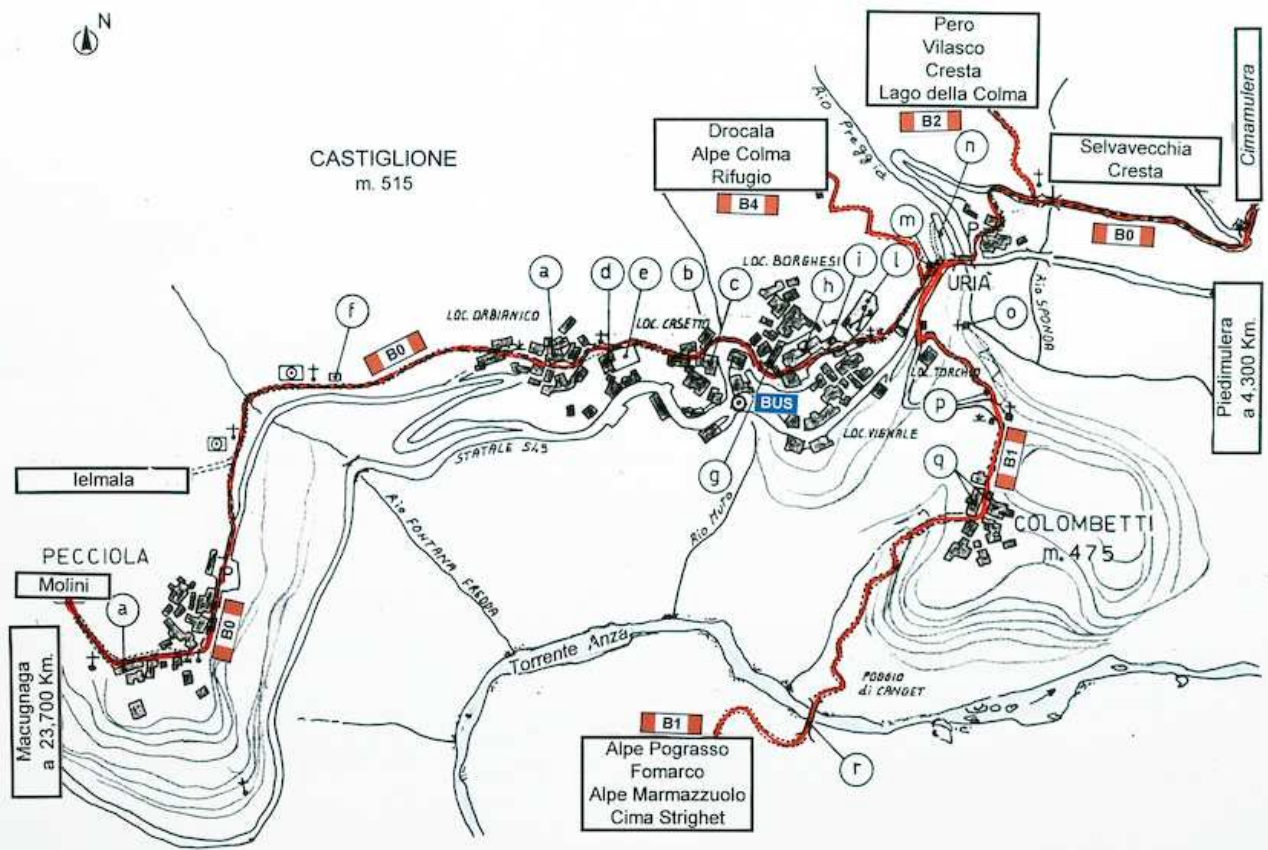 N
CASTIGLIONE
m. 515
Pero
Vilasco
Cresta
Lago della Colma
B2
Drocala
Alpe Colma
Rifugio
B4
Selvavecchia
Cresta
Cimamulera
B0
Rio Preggia
n
m
P
URIÀ
Rio SPONDA
o
Piedimulera
a 4,300 Km.
LOC. BORGHESI
i
l
h
b
c
LOC. CASETTO
a
d
e
LOC. ORBIANICO
f
B0
BUS
g
LOC. VIGNALE
LOC. TORCHIO
p
B1
q
COLOMBETTI
m. 475
STATALE 549
Rio MUTO
Rio FONTANA FREDDA
Ielmala
PECCIOLA
Molini
a
P
B0
Macugnaga
a 23,700 Km.
Torrente Anza
POGGIO
di CANGET
r
B1
Alpe Pograsso
Fomarco
Alpe Marmazzuolo
Cima Strighet